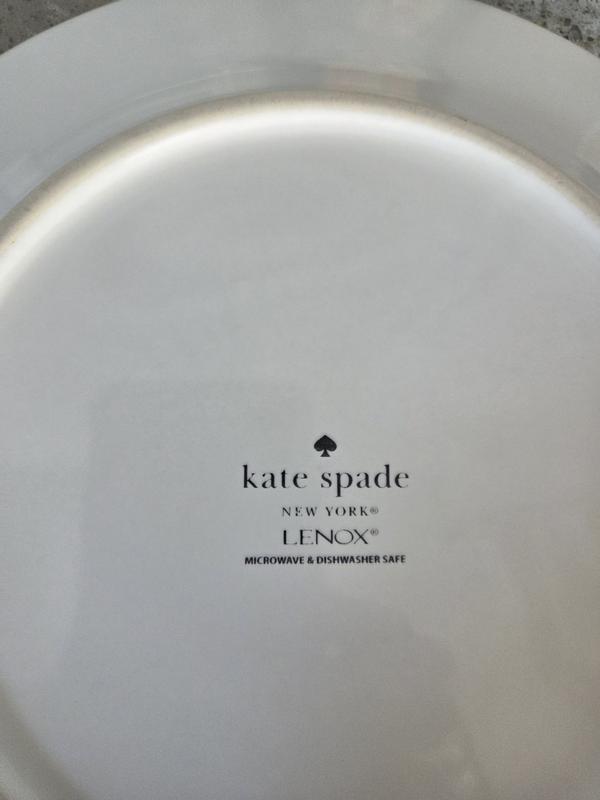 kate spade
NEW YORK®
LENOX®
MICROWAVE & DISHWASHER SAFE